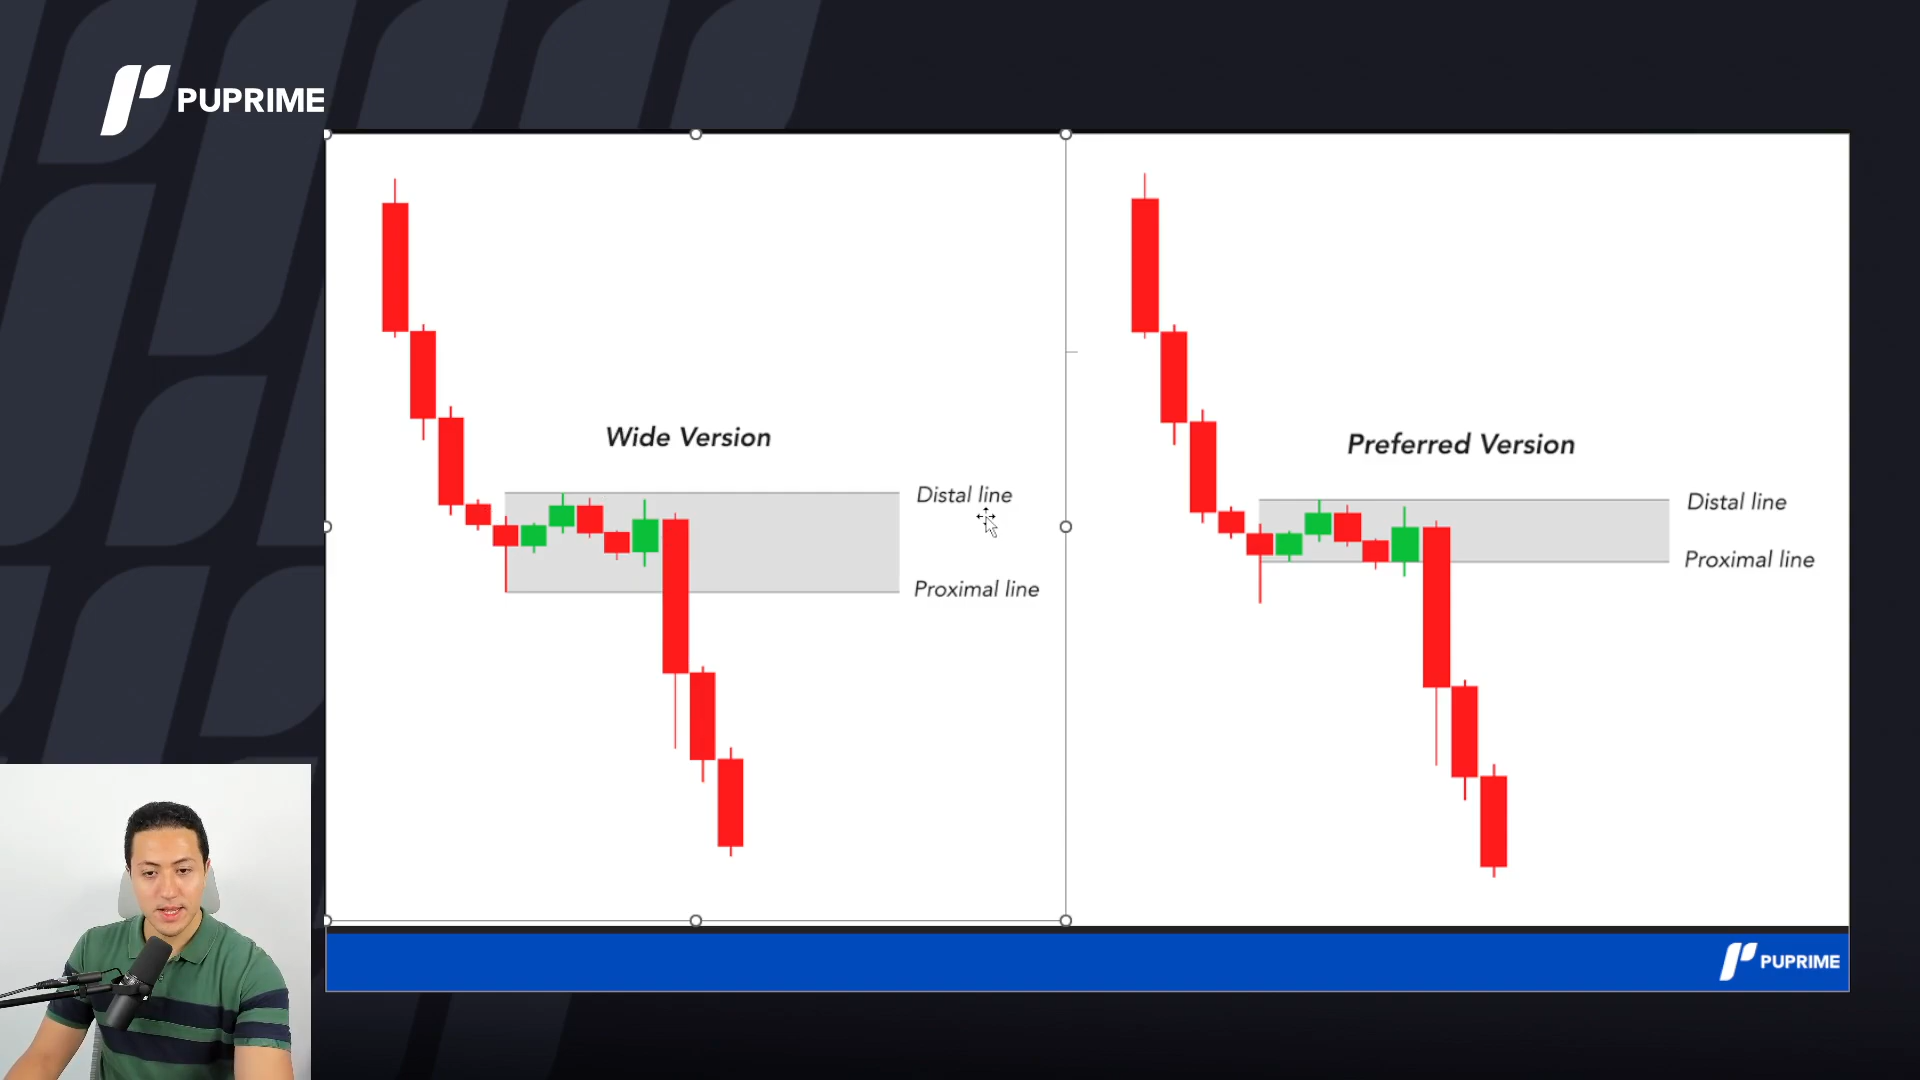 PUPRIME
Wide Version
Distal line
Proximal line
Preferred Version
Distal line
Proximal line
PUPRIME